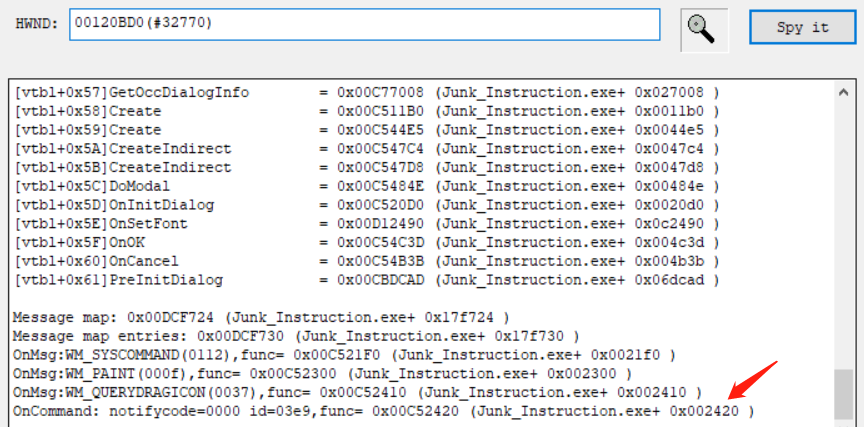 HWND: 00120BD0(#32770) Spy it
[vtbl+0x57]GetOccDialogInfo = 0x00C77008 (Junk_Instruction.exe+ 0x027008 )
[vtbl+0x58]Create = 0x00C511B0 (Junk_Instruction.exe+ 0x0011b0 )
[vtbl+0x59]Create = 0x00C544E5 (Junk_Instruction.exe+ 0x0044e5 )
[vtbl+0x5A]CreateIndirect = 0x00C547C4 (Junk_Instruction.exe+ 0x0047c4 )
[vtbl+0x5B]CreateIndirect = 0x00C547D8 (Junk_Instruction.exe+ 0x0047d8 )
[vtbl+0x5C]DoModal = 0x00C5484E (Junk_Instruction.exe+ 0x00484e )
[vtbl+0x5D]OnInitDialog = 0x00C520D0 (Junk_Instruction.exe+ 0x0020d0 )
[vtbl+0x5E]OnSetFont = 0x00D12490 (Junk_Instruction.exe+ 0x0c2490 )
[vtbl+0x5F]OnOK = 0x00C54C3D (Junk_Instruction.exe+ 0x004c3d )
[vtbl+0x60]OnCancel = 0x00C54B3B (Junk_Instruction.exe+ 0x004b3b )
[vtbl+0x61]PreInitDialog = 0x00CBDCAD (Junk_Instruction.exe+ 0x06dcad )
Message map: 0x00DCF724 (Junk_Instruction.exe+ 0x17f724 )
Message map entries: 0x00DCF730 (Junk_Instruction.exe+ 0x17f730 )
OnMsg:WM_SYSCOMMAND(0112),func= 0x00C521F0 (Junk_Instruction.exe+ 0x0021f0 )
OnMsg:WM_PAINT(000f),func= 0x00C52300 (Junk_Instruction.exe+ 0x002300 )
OnMsg:WM_QUERYDRAGICON(0037),func= 0x00C52410 (Junk_Instruction.exe+ 0x002410 )
OnCommand: notifycode=0000 id=03e9,func= 0x00C52420 (Junk_Instruction.exe+ 0x002420 )